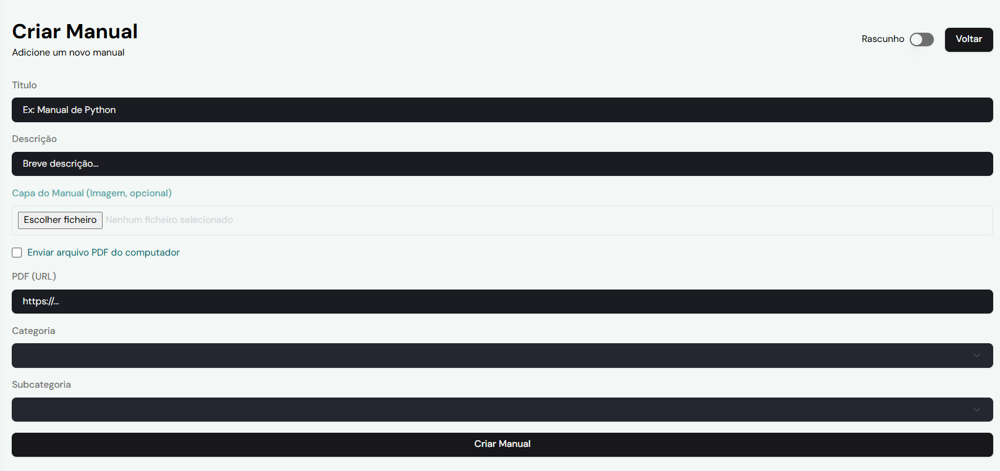 Criar Manual
Adicione um novo manual
Rascunho
Voltar
Título
Ex: Manual de Python
Descrição
Breve descrição...
Capa do Manual (Imagem, opcional)
Escolher ficheiro Nenhum ficheiro selecionado
Enviar arquivo PDF do computador
PDF (URL)
https://...
Categoria
Subcategoria
Criar Manual